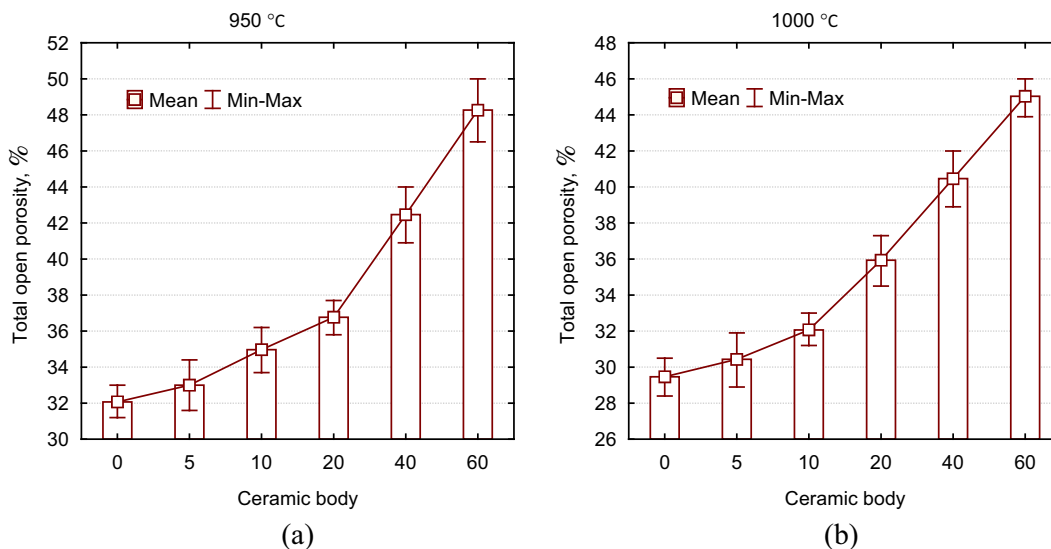 950 °C
52
50
48
46
44
42
40
38
36
34
32
30
Total open porosity, %
Mean Min-Max
0 5 10 20 40 60
Ceramic body
(a)
1000 °C
48
46
44
42
40
38
36
34
32
30
28
26
Total open porosity, %
Mean Min-Max
0 5 10 20 40 60
Ceramic body
(b)